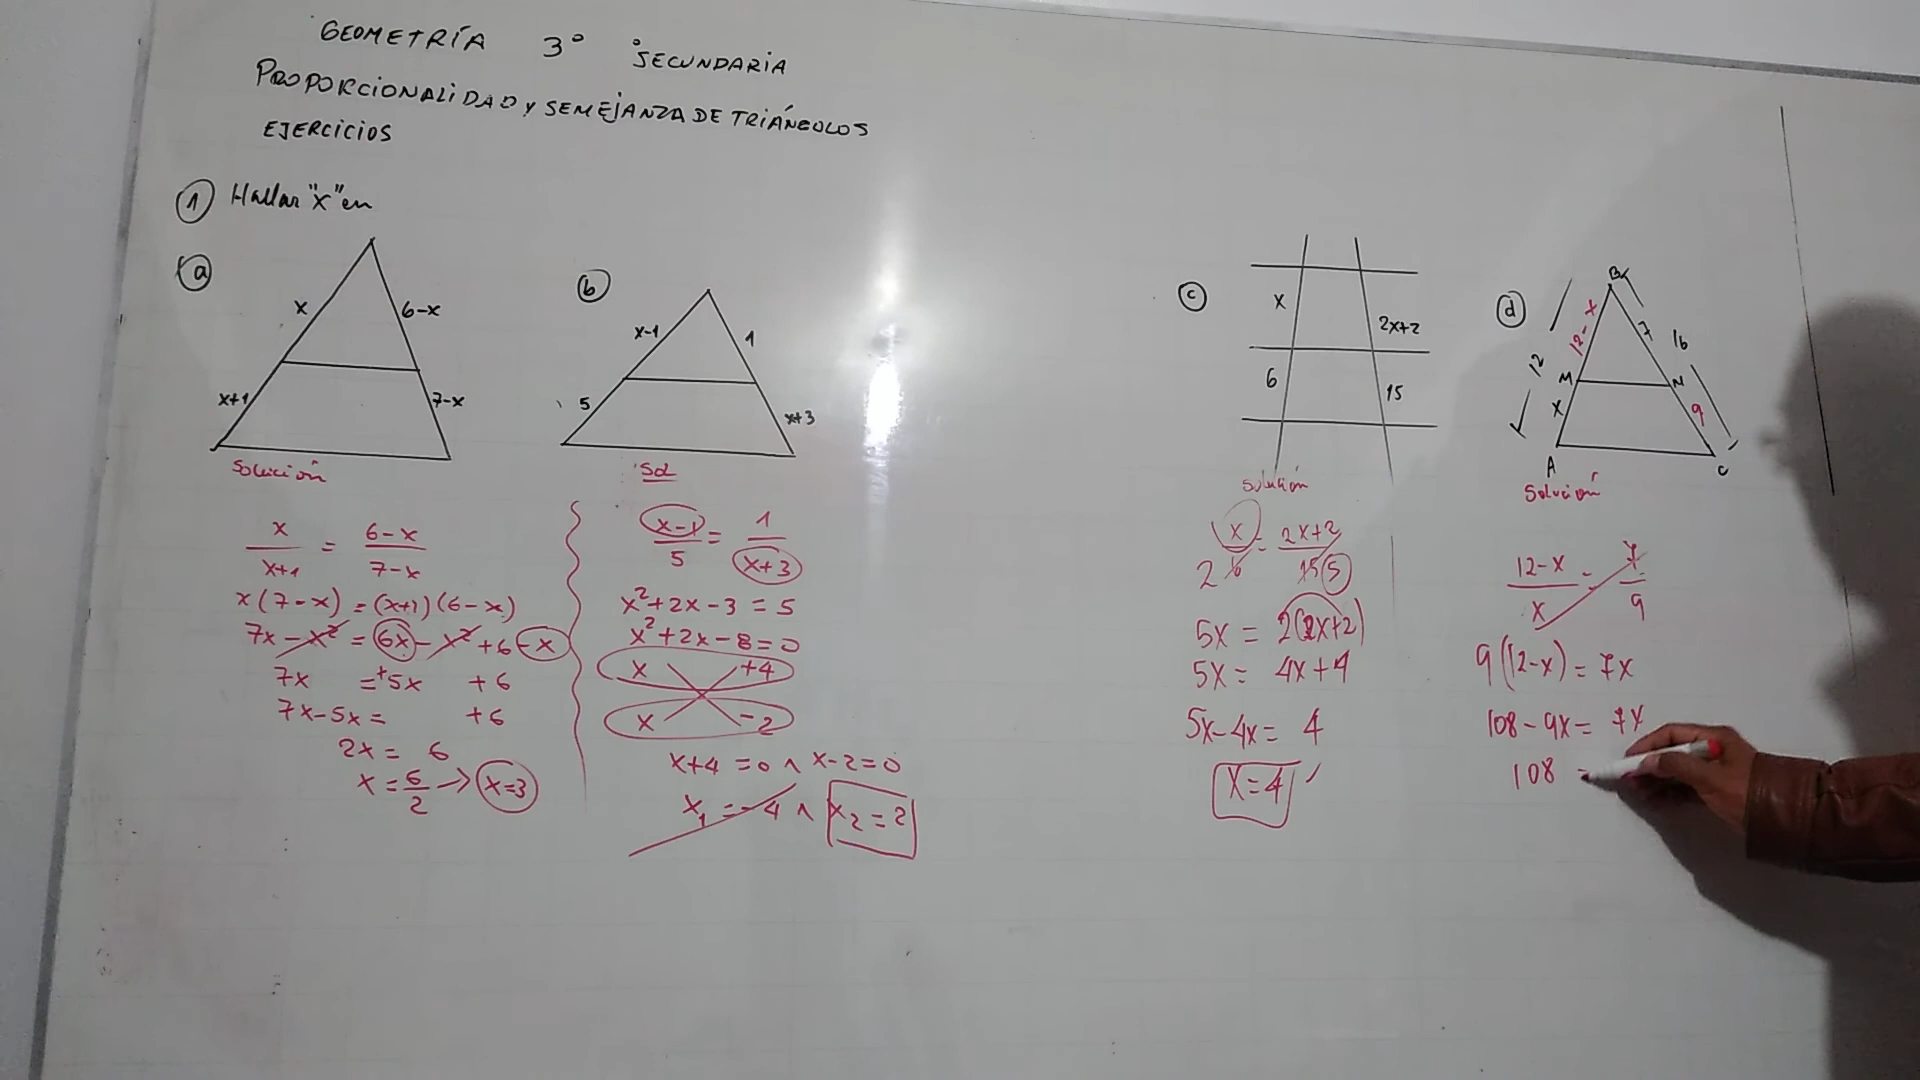 GEOMETRÍA 3° SECUNDARIA
PROPORCIONALIDAD Y SEMEJANZA DE TRIÁNGULOS
EJERCICIOS
1 Hallar "x" en
a
x
6-x
x+1
7-x
Solución
x/x+1 = 6-x/7-x
x(7-x) = (x+1)(6-x)
7x-x² = 6x-x²+6-x
7x =+5x +6
7x-5x= +6
2x = 6
x = 6/2 → x=3
b
x-1
1
5
x+3
Sol
x-1/5 = 1/x+3
x²+2x-3 = 5
x²+2x-8=0
x +4
x -2
x+4=0 ∧ x-2=0
x₁=-4 ∧ x₂=2
c
x
2x+2
6
15
Solución
x/6 = 2x+2/15
2 5
5x = 2(2x+2)
5x = 4x+4
5x-4x= 4
x=4
d
B
12-x
7
16
12
M
N
x
9
A
C
Solución
12-x/x = 7/9
9(12-x) = 7x
108-9x = 7x
108 =